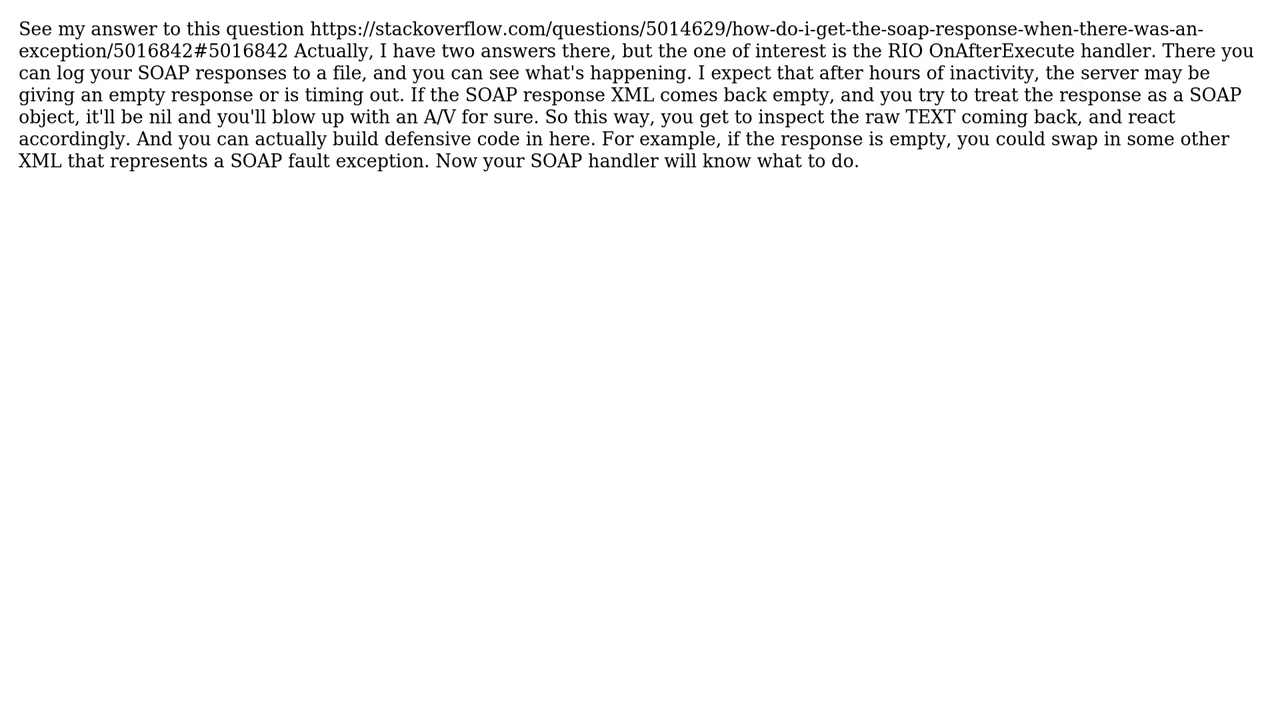 See my answer to this question https://stackoverflow.com/questions/5014629/how-do-i-get-the-soap-response-when-there-was-an-
exception/5016842#5016842 Actually, I have two answers there, but the one of interest is the RIO OnAfterExecute handler. There you
can log your SOAP responses to a file, and you can see what's happening. I expect that after hours of inactivity, the server may be
giving an empty response or is timing out. If the SOAP response XML comes back empty, and you try to treat the response as a SOAP
object, it'll be nil and you'll blow up with an A/V for sure. So this way, you get to inspect the raw TEXT coming back, and react
accordingly. And you can actually build defensive code in here. For example, if the response is empty, you could swap in some other
XML that represents a SOAP fault exception. Now your SOAP handler will know what to do.